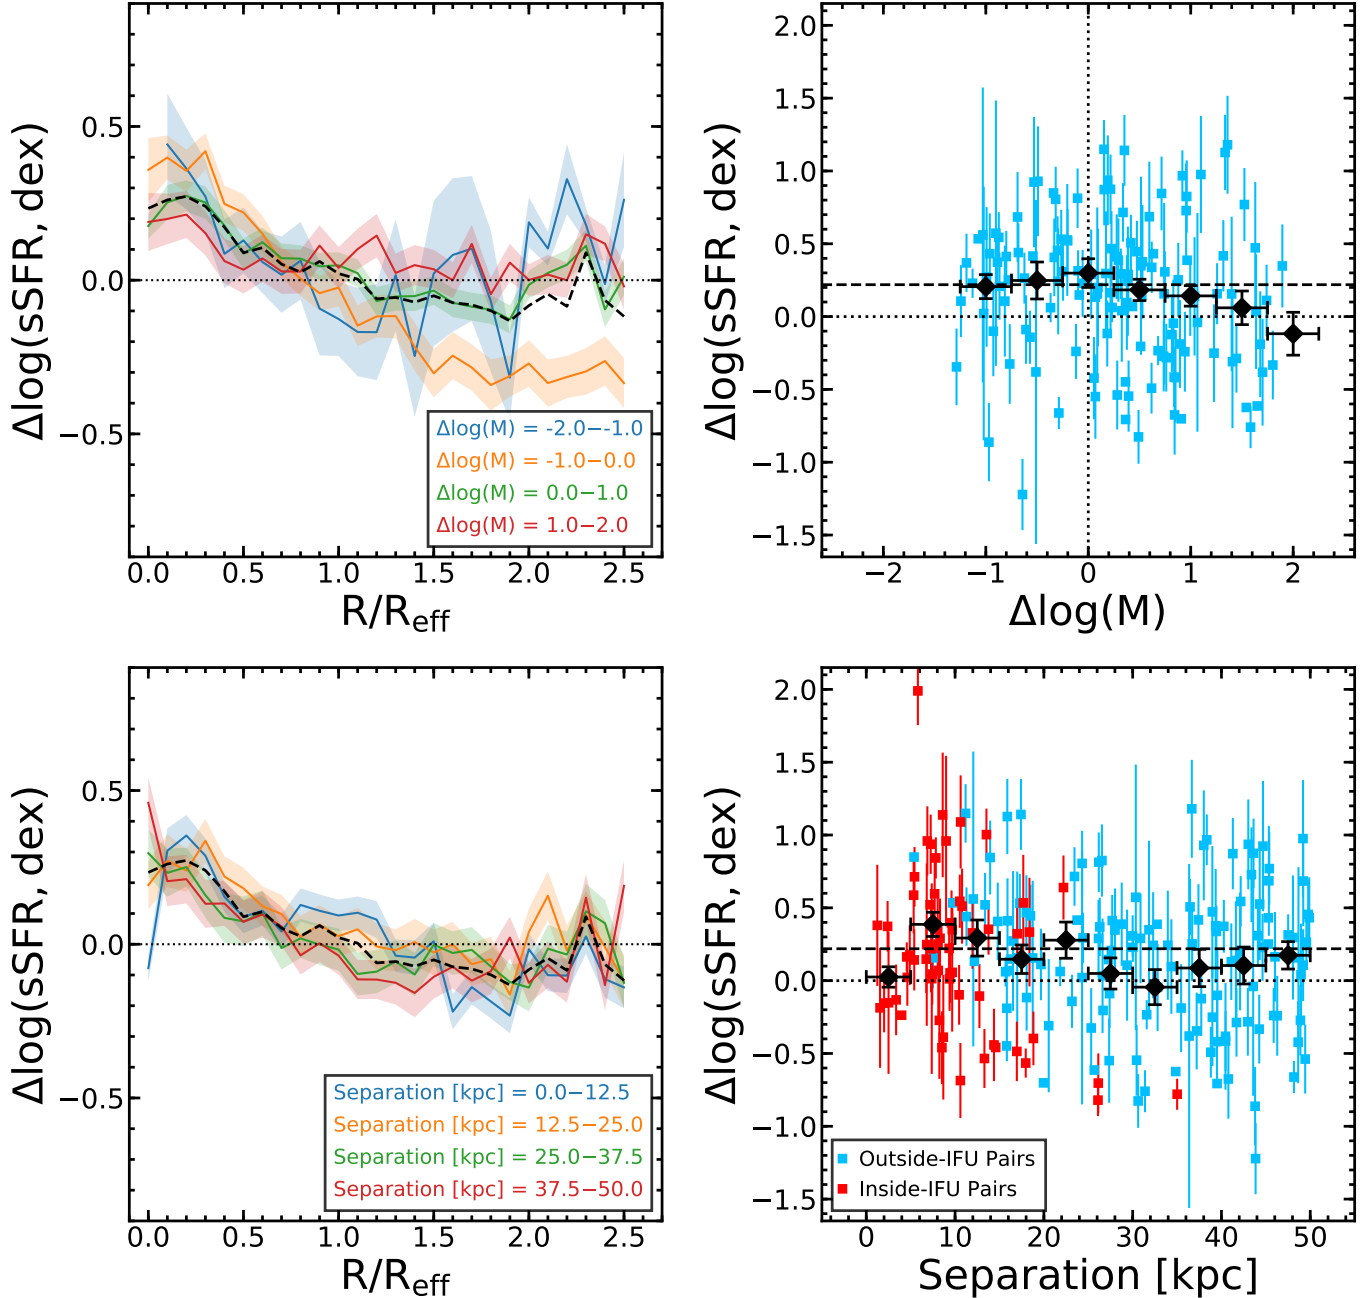 Δlog(sSFR, dex)
0.5
0.0
−0.5
Δlog(M) = -2.0−-1.0
Δlog(M) = -1.0−0.0
Δlog(M) = 0.0−1.0
Δlog(M) = 1.0−2.0
0.0 0.5 1.0 1.5 2.0 2.5
R/Reff
Δlog(sSFR, dex)
2.0
1.5
1.0
0.5
0.0
−0.5
−1.0
−1.5
−2 −1 0 1 2
Δlog(M)
Δlog(sSFR, dex)
0.5
0.0
−0.5
Separation [kpc] = 0.0−12.5
Separation [kpc] = 12.5−25.0
Separation [kpc] = 25.0−37.5
Separation [kpc] = 37.5−50.0
0.0 0.5 1.0 1.5 2.0 2.5
R/Reff
Δlog(sSFR, dex)
2.0
1.5
1.0
0.5
0.0
−0.5
−1.0
−1.5
Outside-IFU Pairs
Inside-IFU Pairs
0 10 20 30 40 50
Separation [kpc]